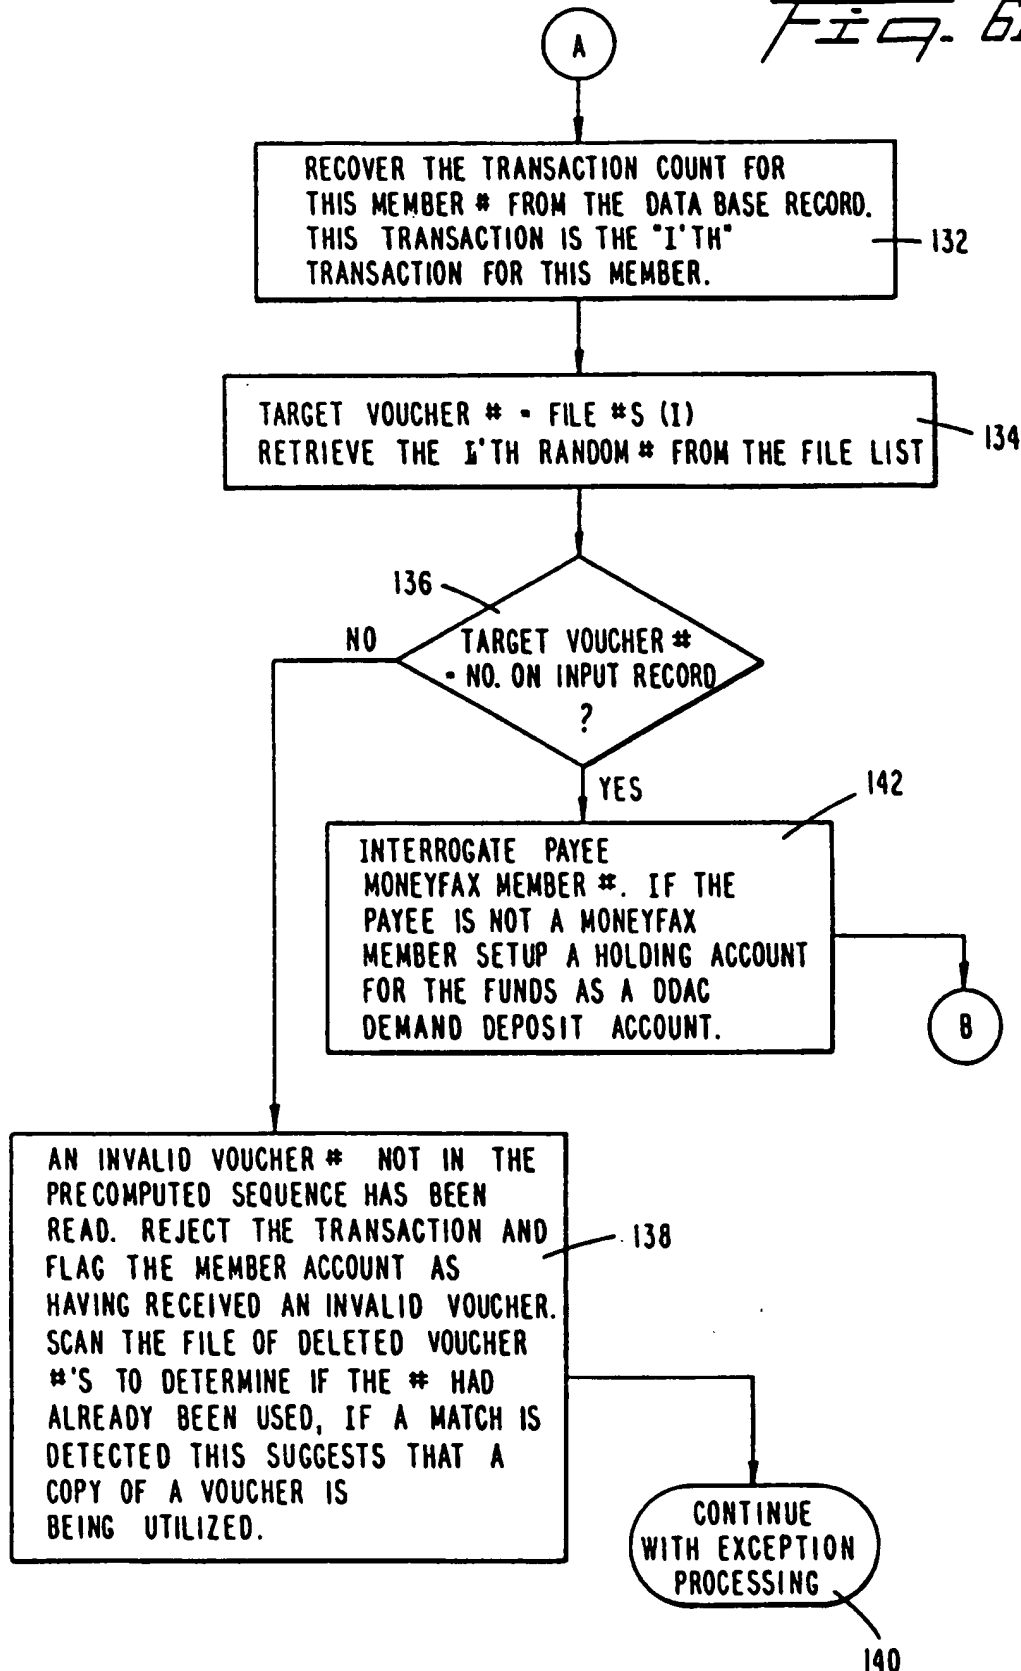 Fig. 6
A
RECOVER THE TRANSACTION COUNT FOR
THIS MEMBER # FROM THE DATA BASE RECORD.
THIS TRANSACTION IS THE "I'TH"
TRANSACTION FOR THIS MEMBER.
132
TARGET VOUCHER # - FILE #S (I)
RETRIEVE THE I'TH RANDOM # FROM THE FILE LIST
134
136
NO
TARGET VOUCHER #
- NO. ON INPUT RECORD
?
YES
142
INTERROGATE PAYEE
MONEYFAX MEMBER #. IF THE
PAYEE IS NOT A MONEYFAX
MEMBER SETUP A HOLDING ACCOUNT
FOR THE FUNDS AS A DDAC
DEMAND DEPOSIT ACCOUNT.
B
AN INVALID VOUCHER # NOT IN THE
PRECOMPUTED SEQUENCE HAS BEEN
READ. REJECT THE TRANSACTION AND
FLAG THE MEMBER ACCOUNT AS
HAVING RECEIVED AN INVALID VOUCHER.
SCAN THE FILE OF DELETED VOUCHER
#'S TO DETERMINE IF THE # HAD
ALREADY BEEN USED, IF A MATCH IS
DETECTED THIS SUGGESTS THAT A
COPY OF A VOUCHER IS
BEING UTILIZED.
138
CONTINUE
WITH EXCEPTION
PROCESSING
140